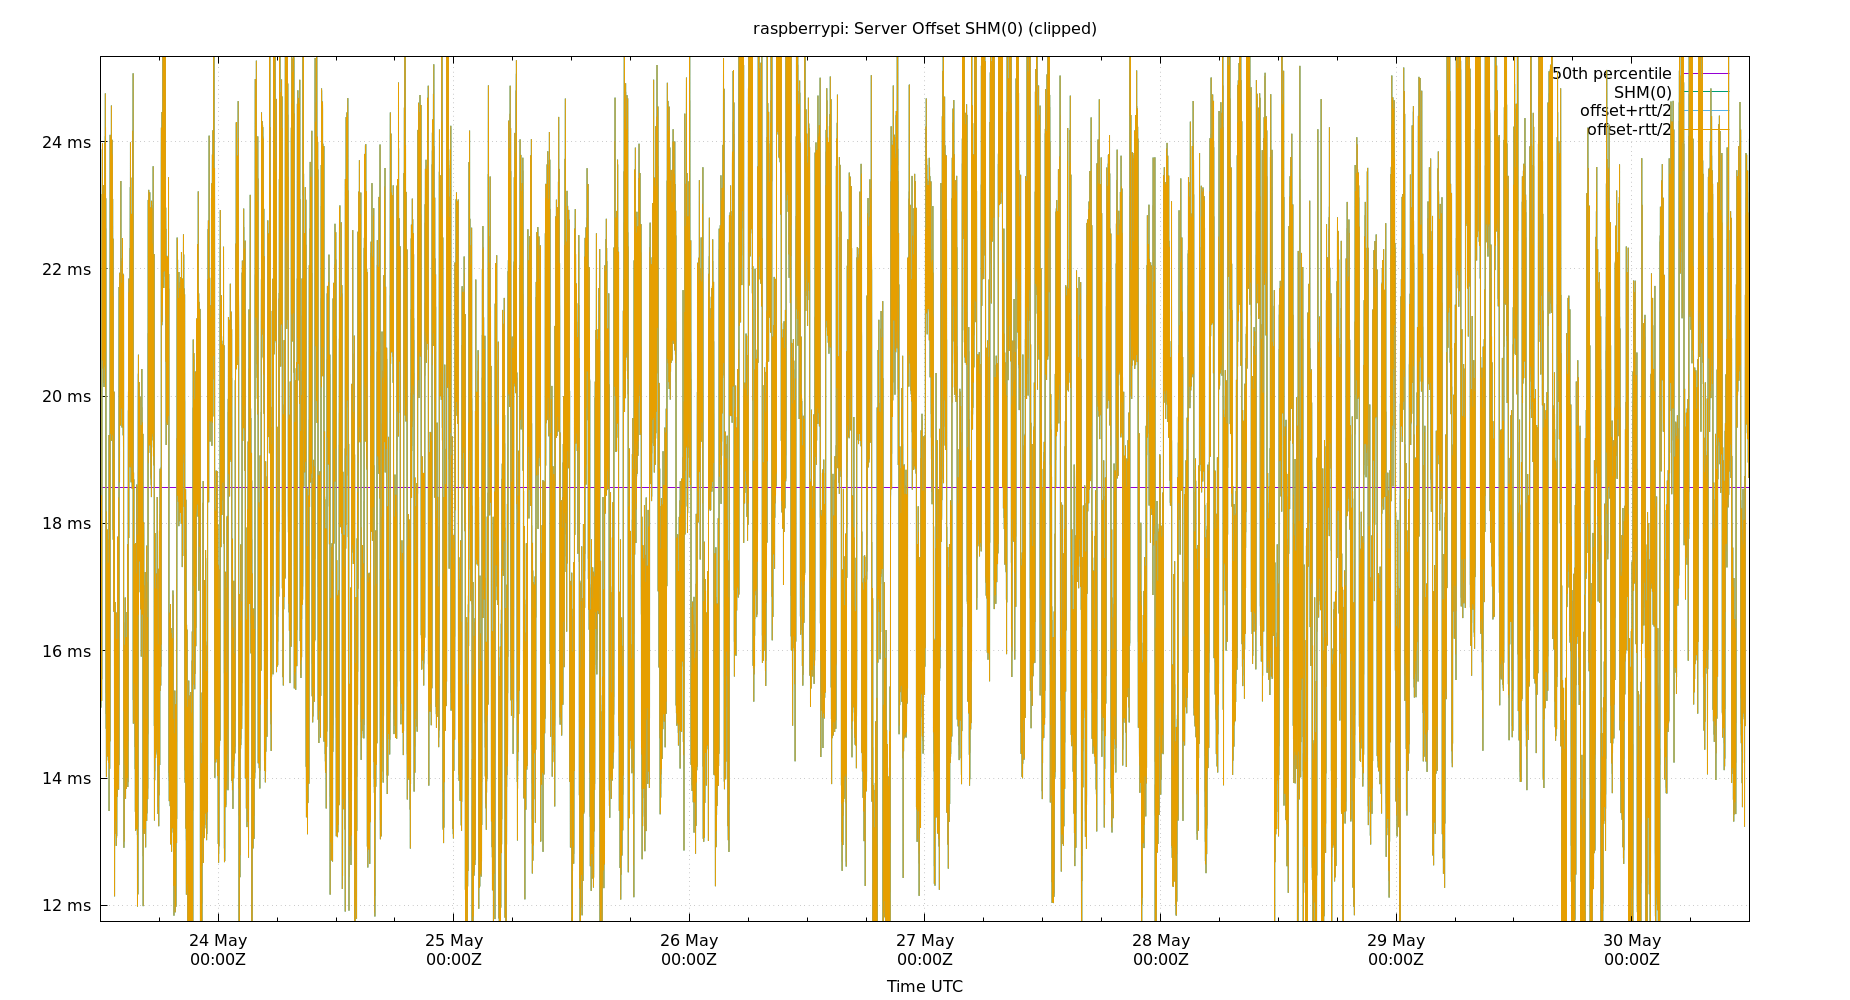 raspberrypi: Server Offset SHM(0) (clipped)
50th percentile
SHM(0)
offset+rtt/2
offset-rtt/2
24 ms
22 ms
20 ms
18 ms
16 ms
14 ms
12 ms
24 May 25 May 26 May 27 May 28 May 29 May 30 May
00:00Z 00:00Z 00:00Z 00:00Z 00:00Z 00:00Z 00:00Z
Time UTC